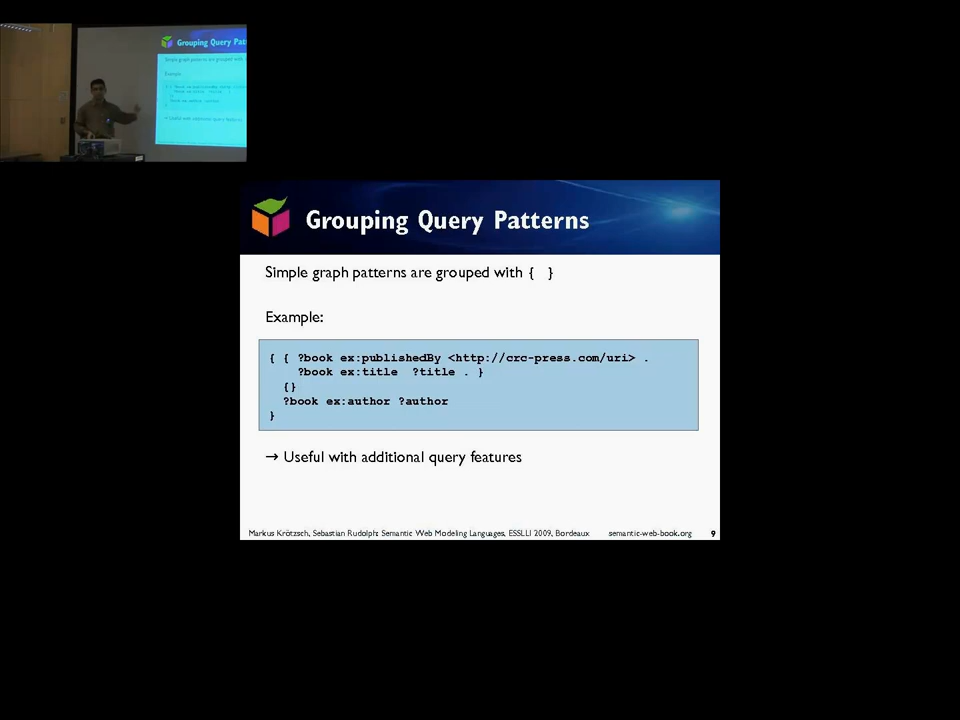 Grouping Query Pat
Grouping Query Patterns
Simple graph patterns are grouped with { }
Example:
{ { ?book ex:publishedBy <http://crc-press.com/uri> .
?book ex:title ?title . }
{}
?book ex:author ?author
}
→ Useful with additional query features
Markus Krötzsch, Sebastian Rudolph: Semantic Web Modeling Languages, ESSLLI 2009, Bordeaux semantic-web-book.org 9